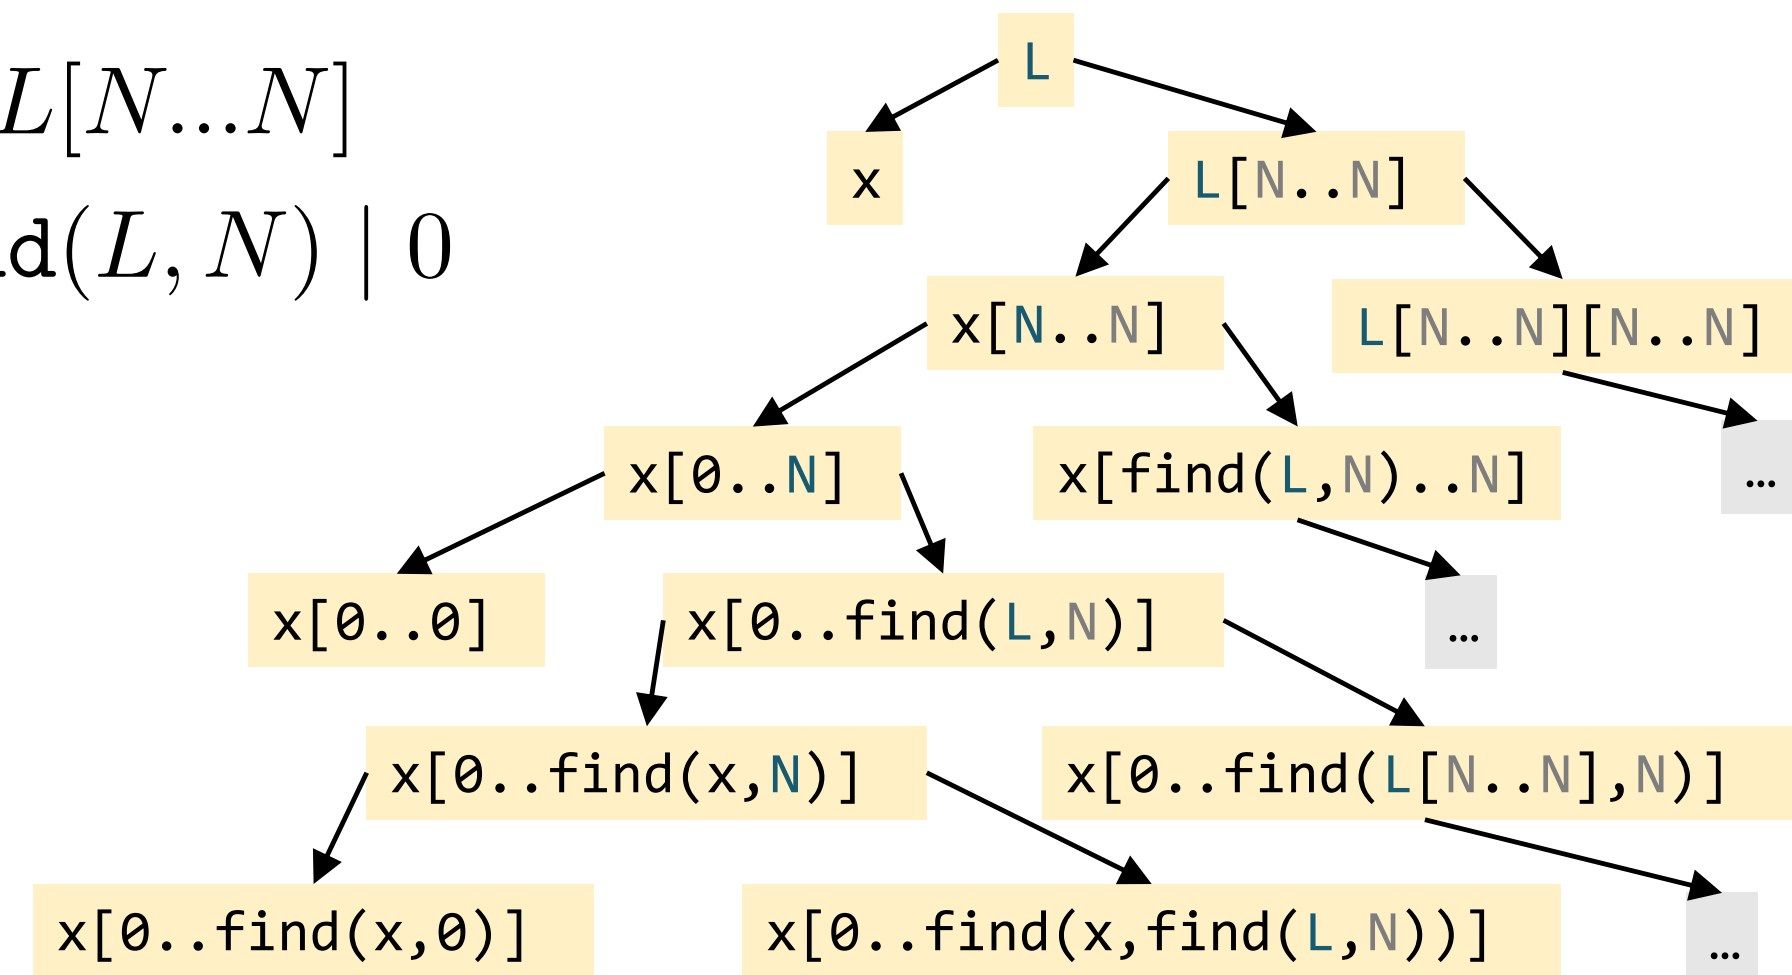 L[N...N]
d(L, N) | 0
L
x
L[N..N]
x[N..N]
L[N..N][N..N]
x[0..N]
x[find(L,N)..N]
...
x[0..0]
x[0..find(L,N)]
...
x[0..find(x,N)]
x[0..find(L[N..N],N)]
x[0..find(x,0)]
x[0..find(x,find(L,N))]
...